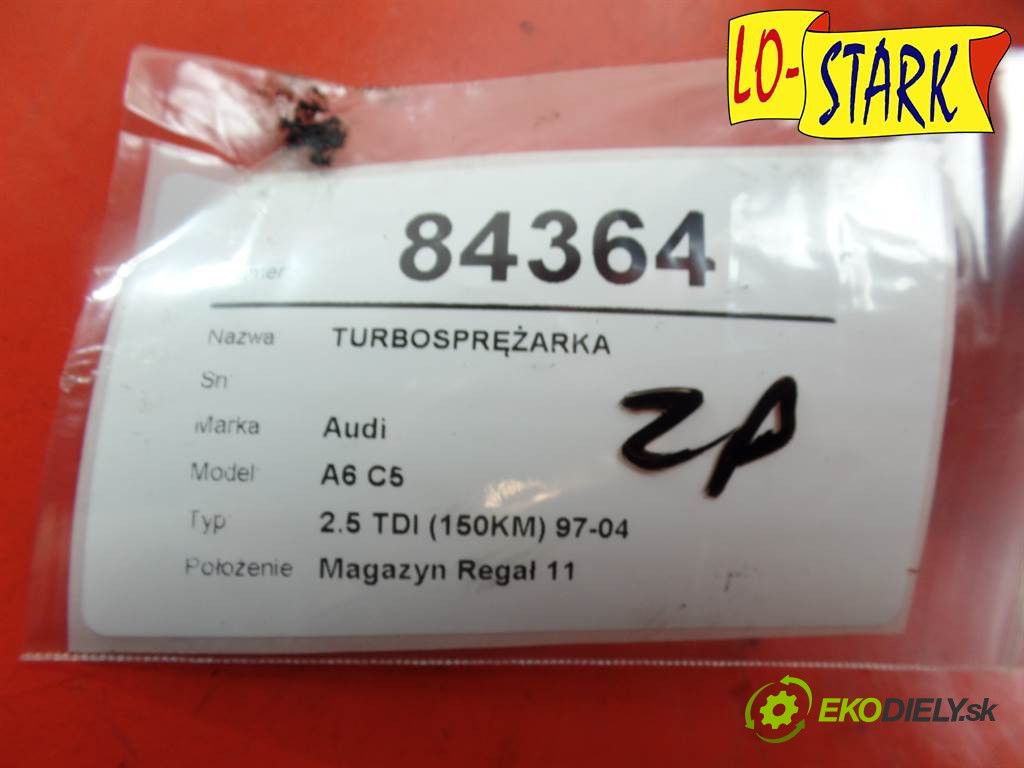 LO-STARK
84364
Nazwa TURBOSPRĘŻARKA
Sn
Marka Audi
Model A6 C5
Typ 2.5 TDI (150KM) 97-04
Położenie Magazyn Regał 11
EKODIELY.sk